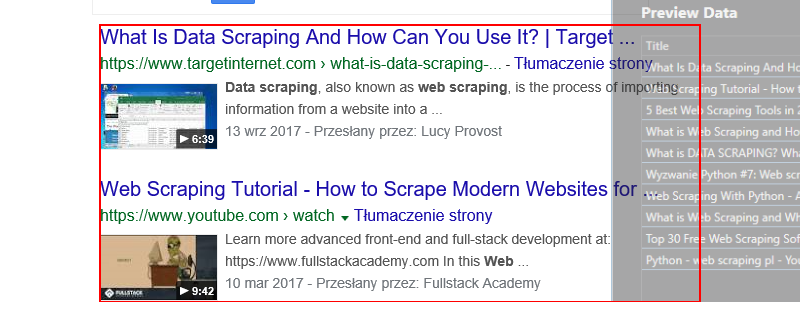 What Is Data Scraping And How Can You Use It? | Target ...
https://www.targetinternet.com › what-is-data-scraping-... - Tłumaczenie strony
Data scraping, also known as web scraping, is the process of importing
information from a website into a ...
13 wrz 2017 - Przesłany przez: Lucy Provost
6:39
Web Scraping Tutorial - How to Scrape Modern Websites for ...
https://www.youtube.com › watch Tłumaczenie strony
Learn more advanced front-end and full-stack development at:
https://www.fullstackacademy.com In this Web ...
10 mar 2017 - Przesłany przez: Fullstack Academy
FULLSTACK
9:42
Preview Data
Title
What Is Data Scraping And Ho
Web Scraping Tutorial - How t
5 Best Web Scraping Tools in 2
What is Web Scraping and Ho
What is DATA SCRAPING? Wha
Wyzwanie Python #7: Web scr
Web Scraping With Python - A
What is Web Scraping and Wh
Top 30 Free Web Scraping Sof
Python - web scraping pl - You